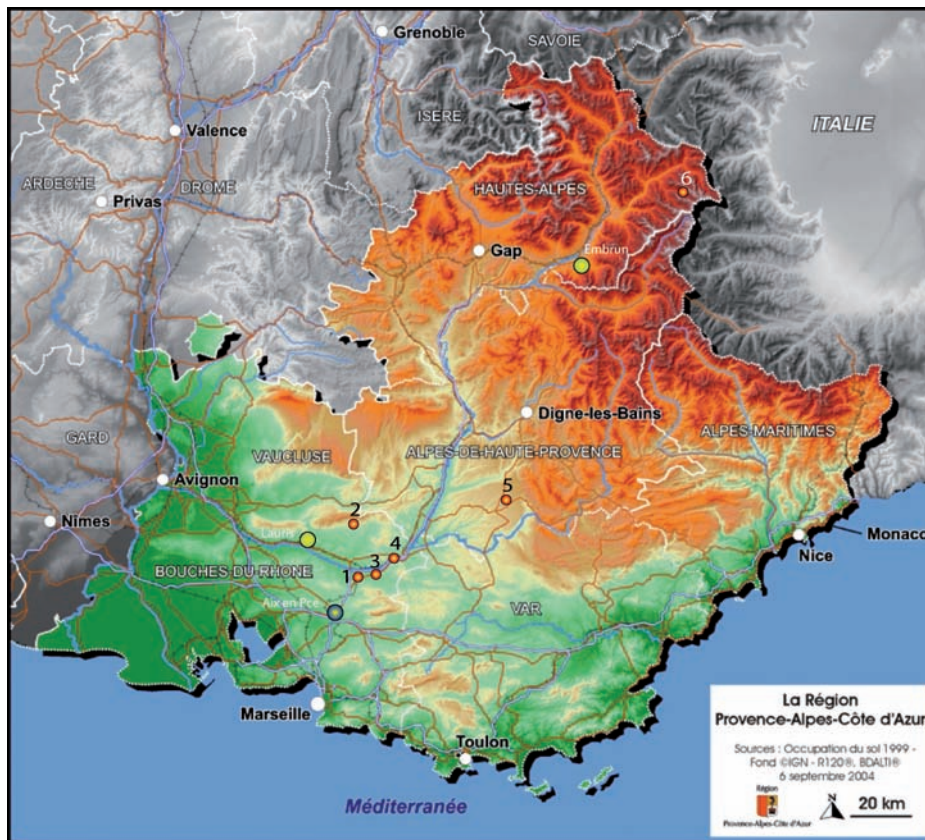 Grenoble
SAVOIE
ISÈRE
Valence
ITALIE
ARDECHE
DROME
Privas
HAUTES-ALPES
6
Gap
Embrun
Digne-les-Bains
GARD
VAUCLUSE
ALPES-DE-HAUTE-PROVENCE
ALPES-MARITIMES
Avignon
5
Nîmes
2
Lauris
Monaco
Nice
4
3
1
BOUCHES-DU-RHONE
Aix en Pce
VAR
Marseille
Toulon
Méditerranée
La Région
Provence-Alpes-Côte d'Azur
Sources : Occupation du sol 1999 -
Fond ©IGN - R120®, BDALTI®
6 septembre 2004
Région
Provence-Alpes-Côte d'Azur
N
20 km